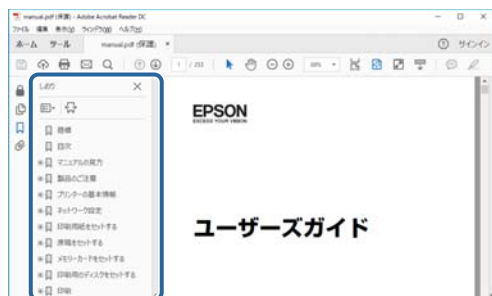 manual.pdf (保護) - Adobe Acrobat Reader DC
ファイル 編集 表示(V) ウィンドウ(W) ヘルプ(H)
ホーム ツール manual.pdf (保護) ×
サインイン
しおり ×
表紙
目次
マニュアルの見方
製品のご注意
プリンターの基本情報
ネットワーク設定
印刷用紙をセットする
原稿をセットする
メモリーカードをセットする
印刷用のディスクをセットする
印刷
EPSON
EXCEED YOUR VISION
ユーザーズガイド